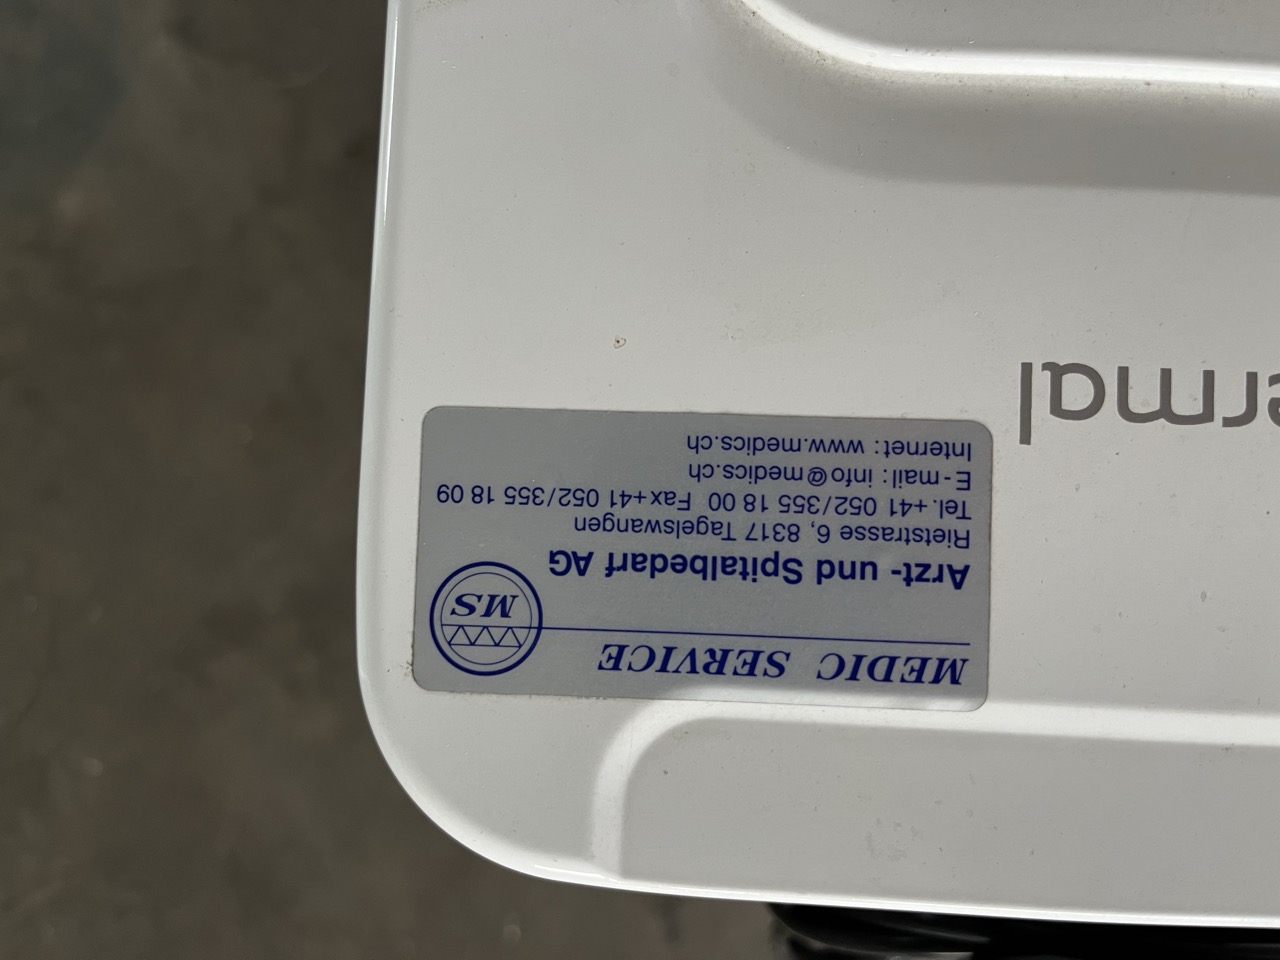 MEDIC SERVICE
MS
Arzt- und Spitalbedarf AG
Rietstrasse 6, 8317 Tagelswangen
Tel.+41 052/355 18 00 Fax+41 052/355 18 09
E-mail: info@medics.ch
Internet: www.medics.ch
ermal